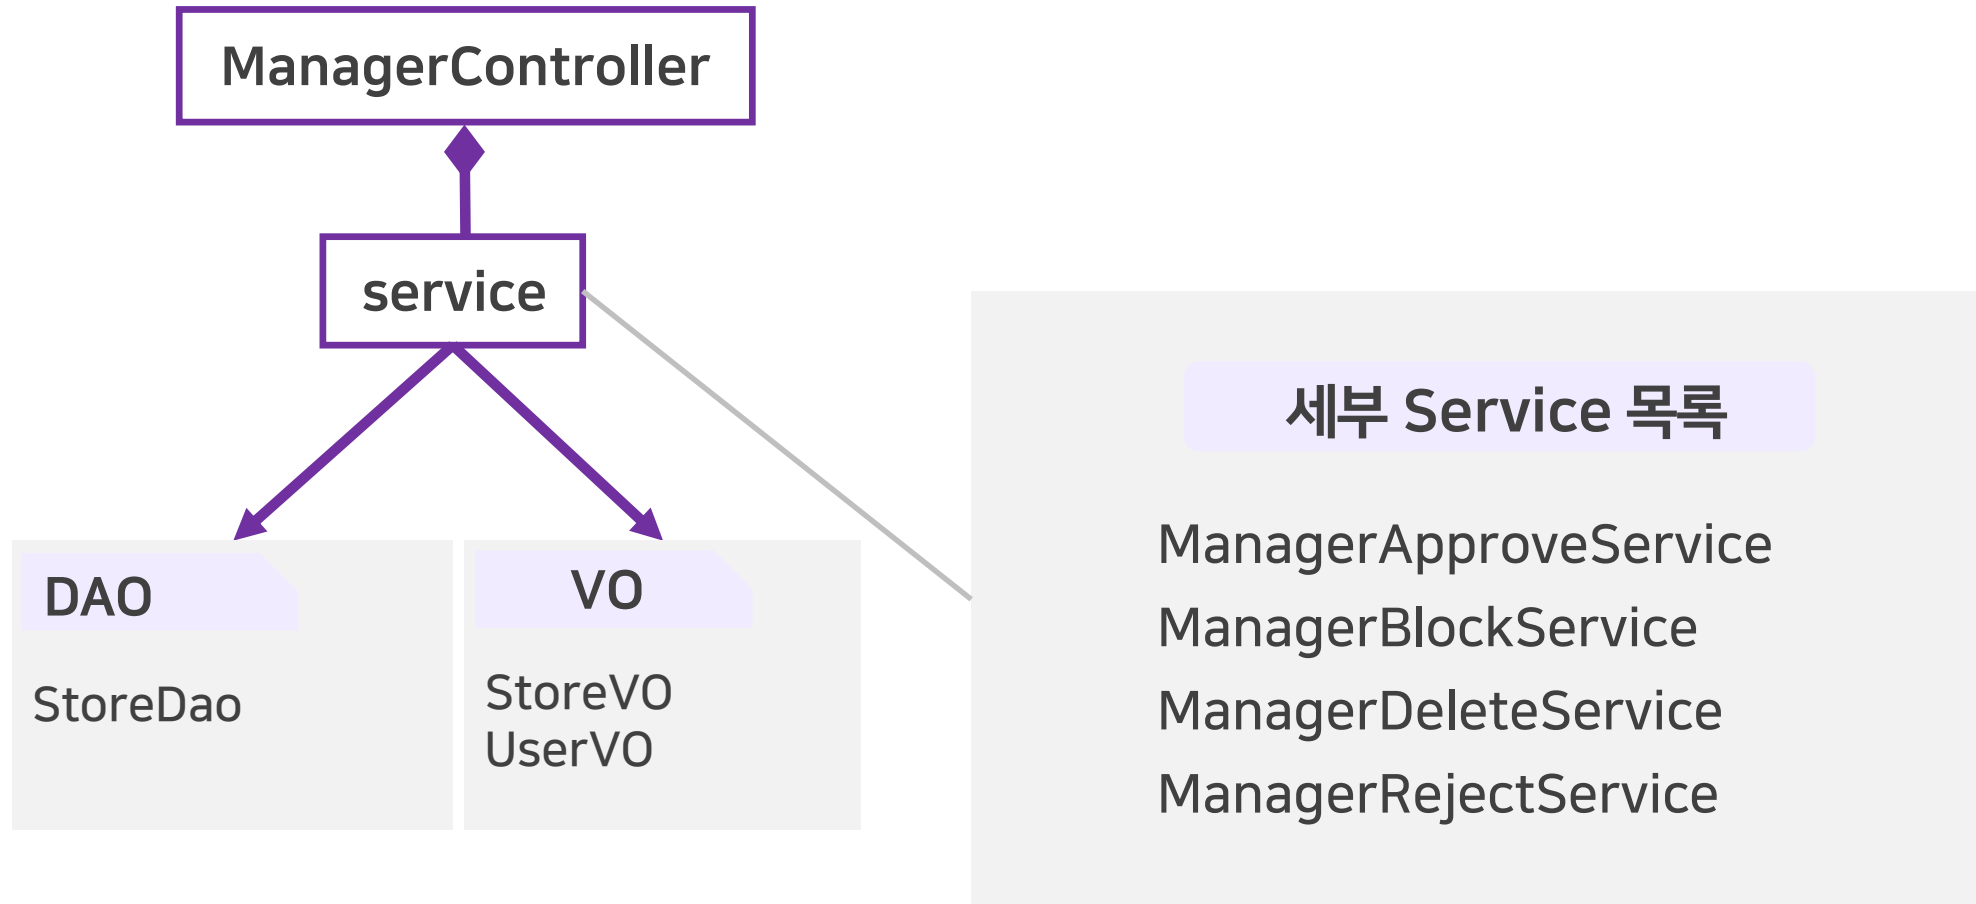 ManagerController
service
DAO
StoreDao
VO
StoreVO
UserVO
세부 Service 목록
ManagerApproveService
ManagerBlockService
ManagerDeleteService
ManagerRejectService